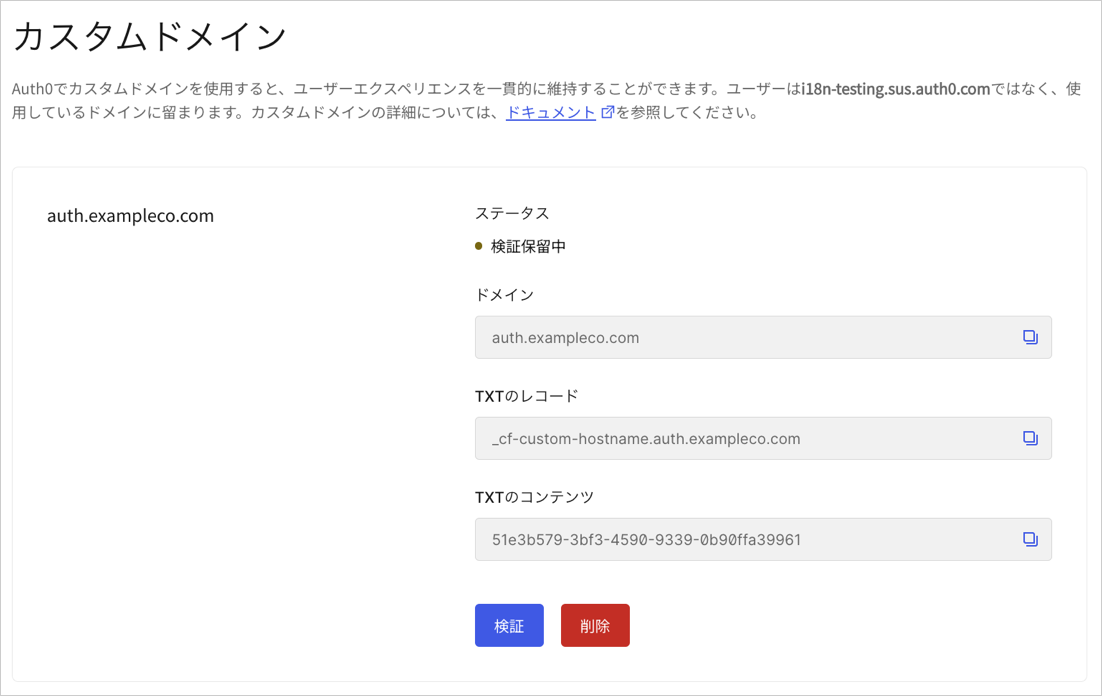 カスタムドメイン
Auth0でカスタムドメインを使用すると、ユーザーエクスペリエンスを一貫的に維持することができます。ユーザーはi18n-testing.sus.auth0.comではなく、使
用しているドメインに留まります。カスタムドメインの詳細については、ドキュメントを参照してください。
auth.exampleco.com
ステータス
検証保留中
ドメイン
auth.exampleco.com
TXTのレコード
_cf-custom-hostname.auth.exampleco.com
TXTのコンテンツ
51e3b579-3bf3-4590-9339-0b90ffa39961
検証
削除